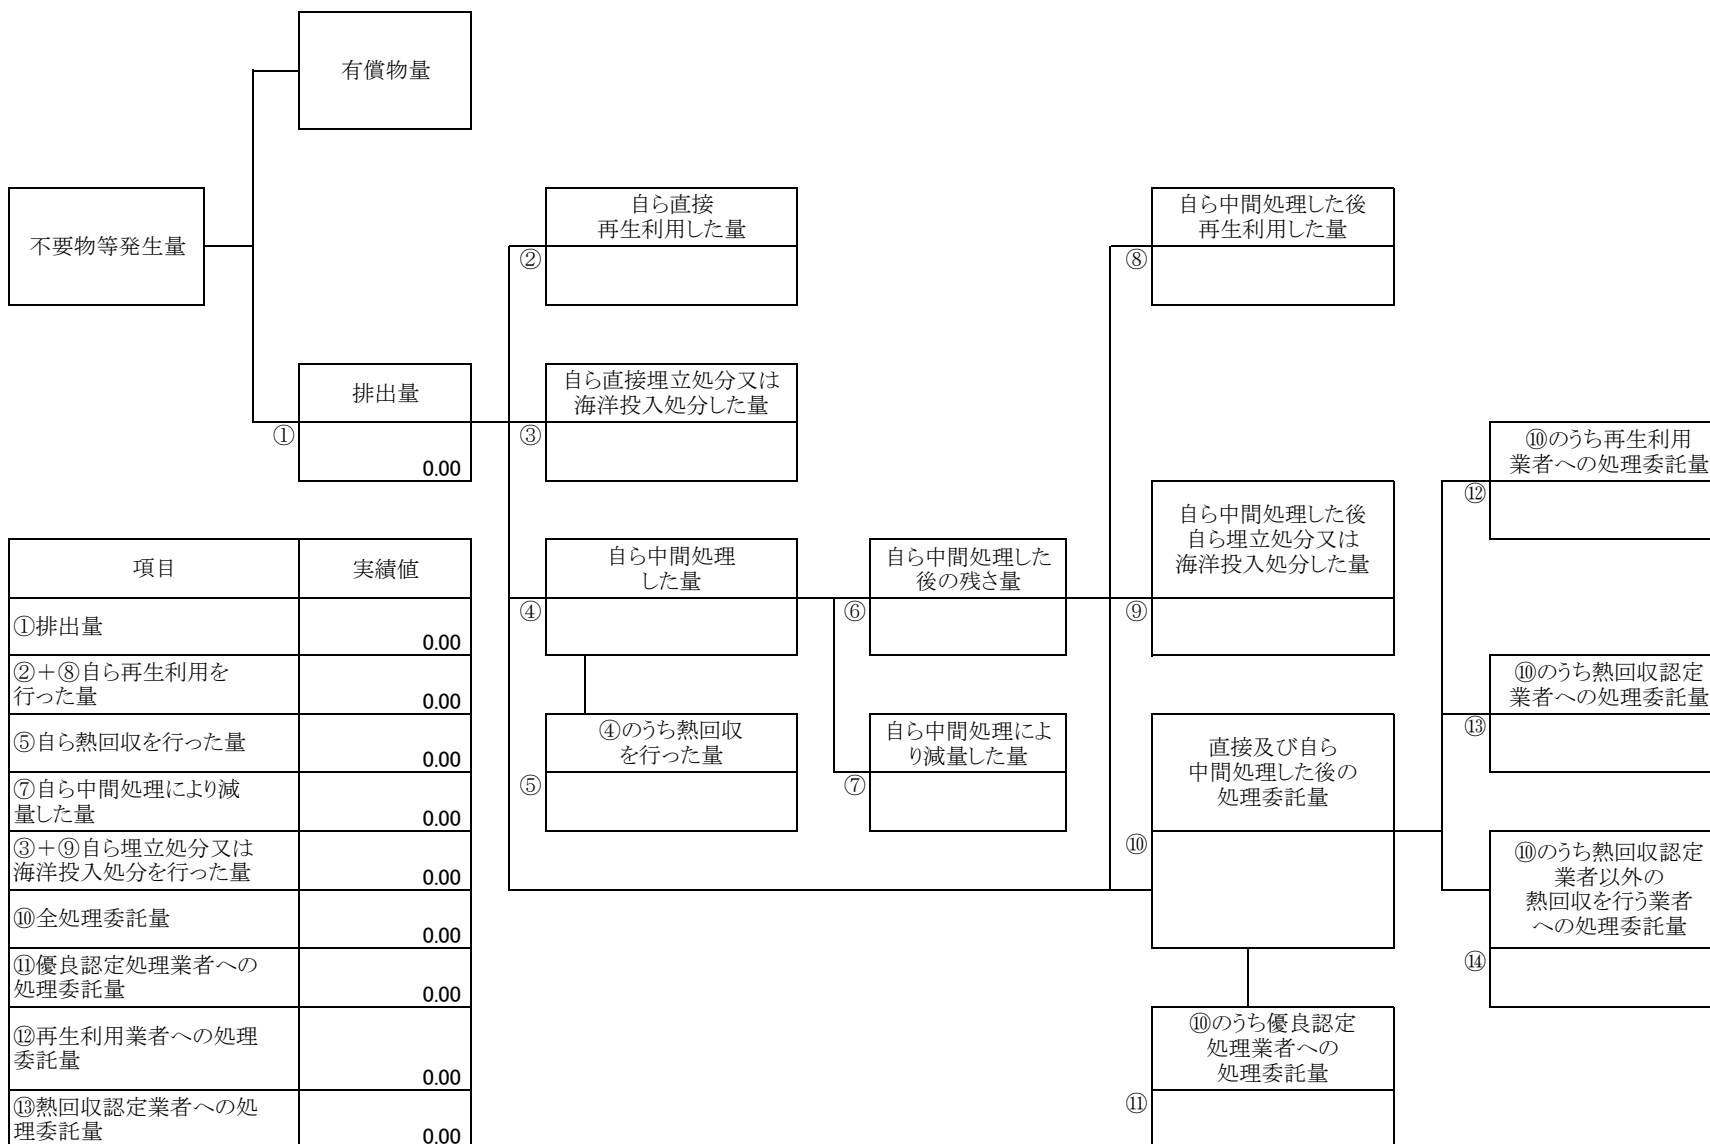 有償物量
不要物等発生量
自ら直接
再生利用した量
②
自ら中間処理した後
再生利用した量
⑧
排出量
①
0.00
自ら直接埋立処分又は
海洋投入処分した量
③
⑩のうち再生利用
業者への処理委託量
⑫
自ら中間処理した後
自ら埋立処分又は
海洋投入処分した量
⑨
自ら中間処理
した量
④
自ら中間処理した
後の残さ量
⑥
④のうち熱回収
を行った量
⑤
自ら中間処理によ
り減量した量
⑦
⑩のうち熱回収認定
業者への処理委託量
⑬
直接及び自ら
中間処理した後の
処理委託量
⑩
⑩のうち熱回収認定
業者以外の
熱回収を行う業者
への処理委託量
⑭
⑩のうち優良認定
処理業者への
処理委託量
⑪
項目 実績値
①排出量
0.00
②＋⑧自ら再生利用を
行った量
0.00
⑤自ら熱回収を行った量
0.00
⑦自ら中間処理により減
量した量
0.00
③＋⑨自ら埋立処分又は
海洋投入処分を行った量
0.00
⑩全処理委託量
0.00
⑪優良認定処理業者への
処理委託量
0.00
⑫再生利用業者への処理
委託量
0.00
⑬熱回収認定業者への処
理委託量
0.00